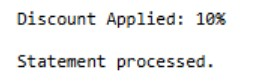 Discount Applied: 10%
Statement processed.